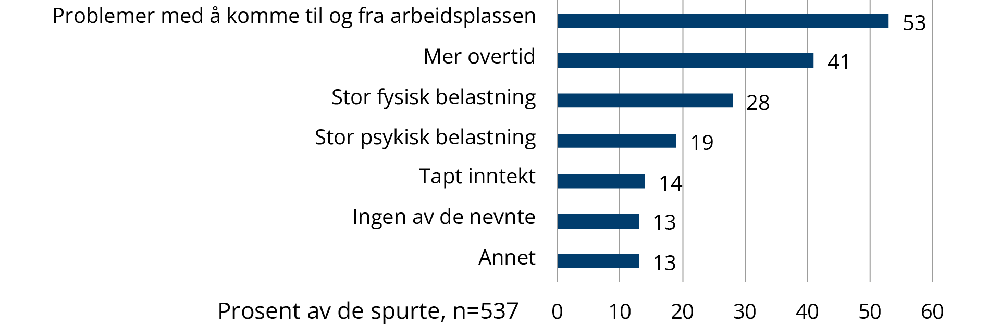 Problemer med å komme til og fra arbeidsplassen 53
Mer overtid 41
Stor fysisk belastning 28
Stor psykisk belastning 19
Tapt inntekt 14
Ingen av de nevnte 13
Annet 13
Prosent av de spurte, n=537 0 10 20 30 40 50 60